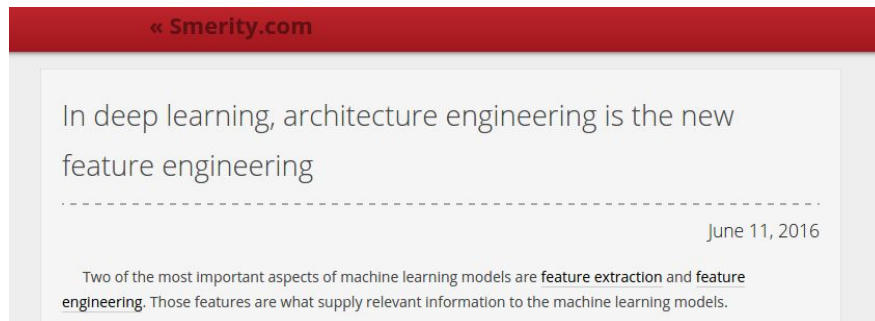 « Smerity.com
In deep learning, architecture engineering is the new
feature engineering
June 11, 2016
Two of the most important aspects of machine learning models are feature extraction and feature
engineering. Those features are what supply relevant information to the machine learning models.